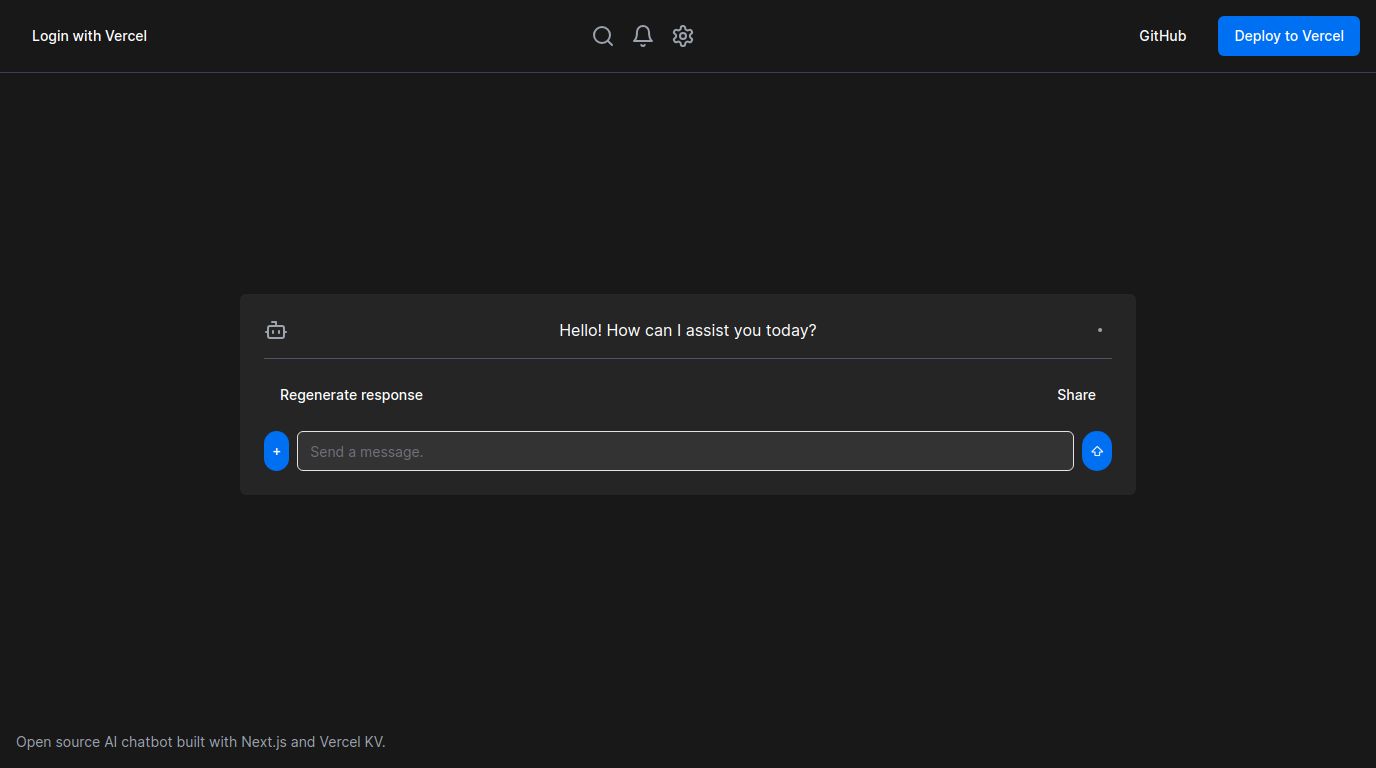 Login with Vercel
GitHub
Deploy to Vercel
Hello! How can I assist you today?
Regenerate response
Share
+
Send a message.
Open source AI chatbot built with Next.js and Vercel KV.